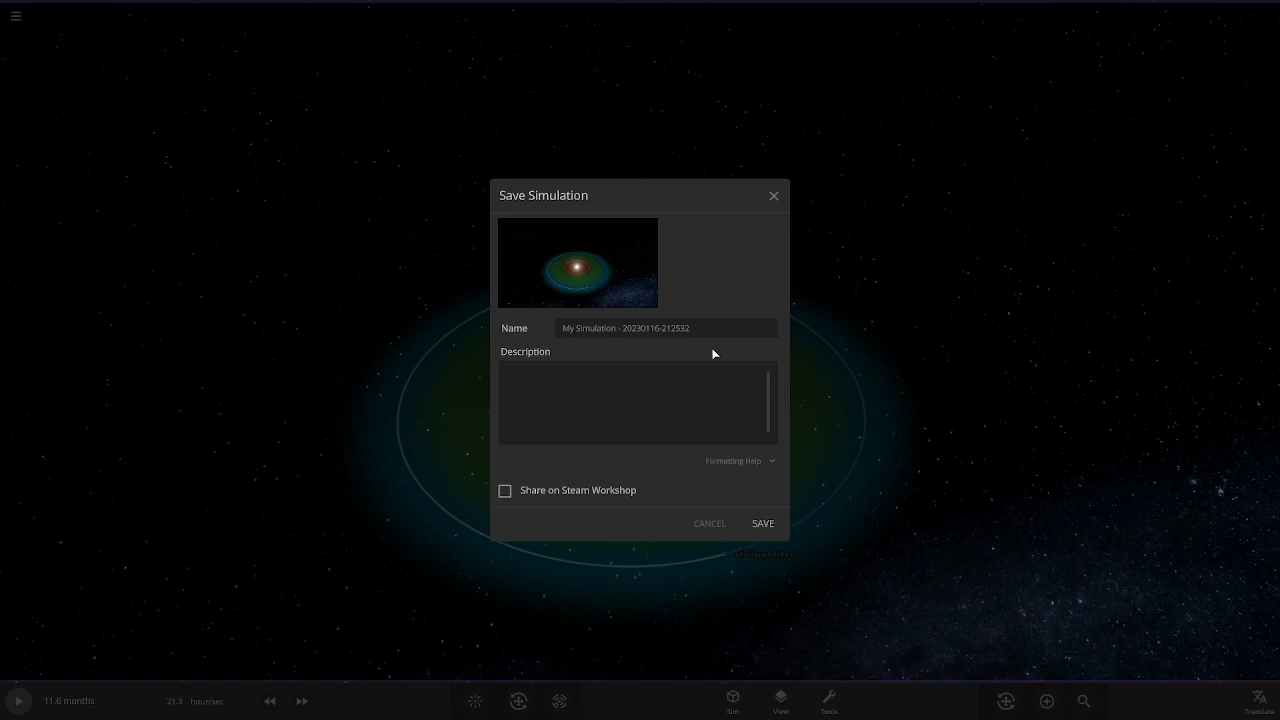 Save Simulation
Name
My Simulation - 20230116-212532
Description
Formatting Help
Share on Steam Workshop
CANCEL
SAVE
11.6 months
21.3 hour/sec
Sim
View
Tools
Translate